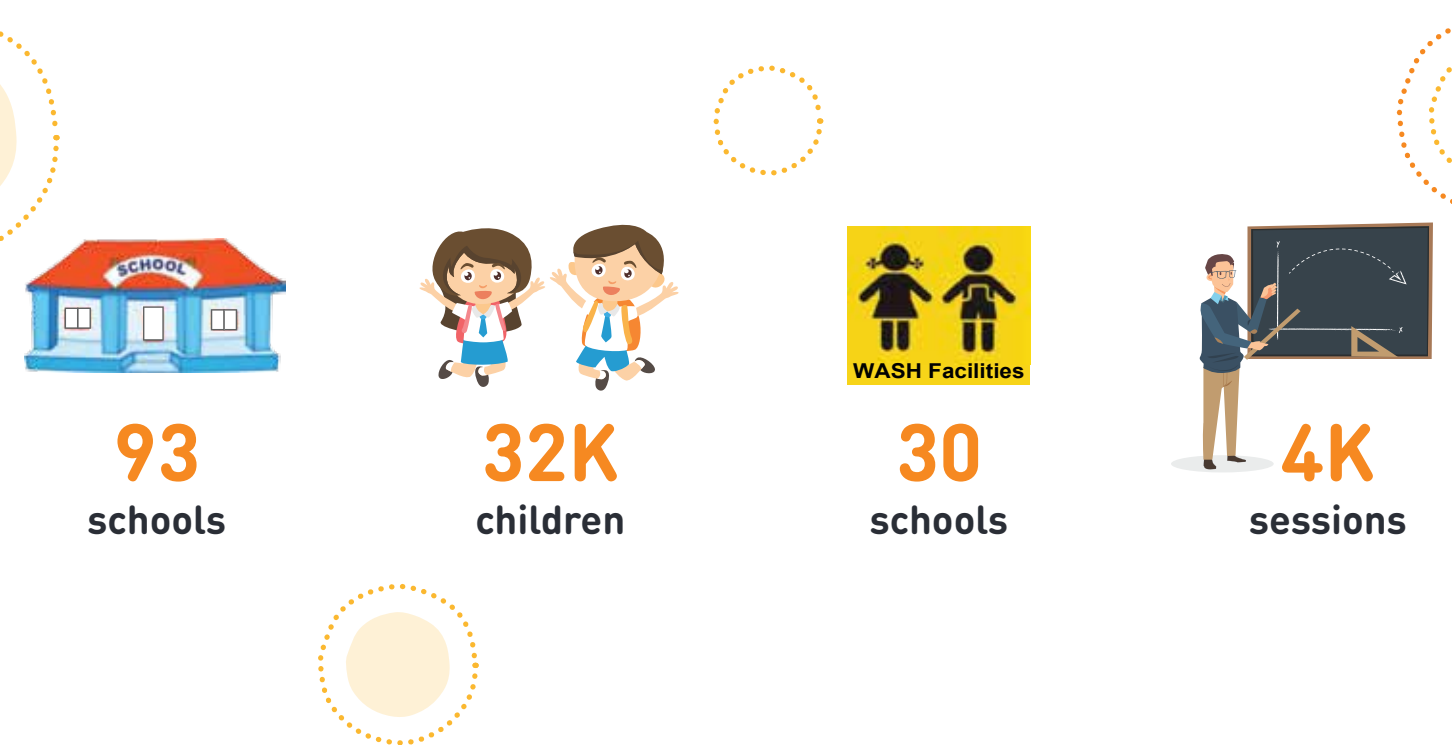 SCHOOL
93
schools
32K
children
WASH Facilities
30
schools
Y
X
4K
sessions